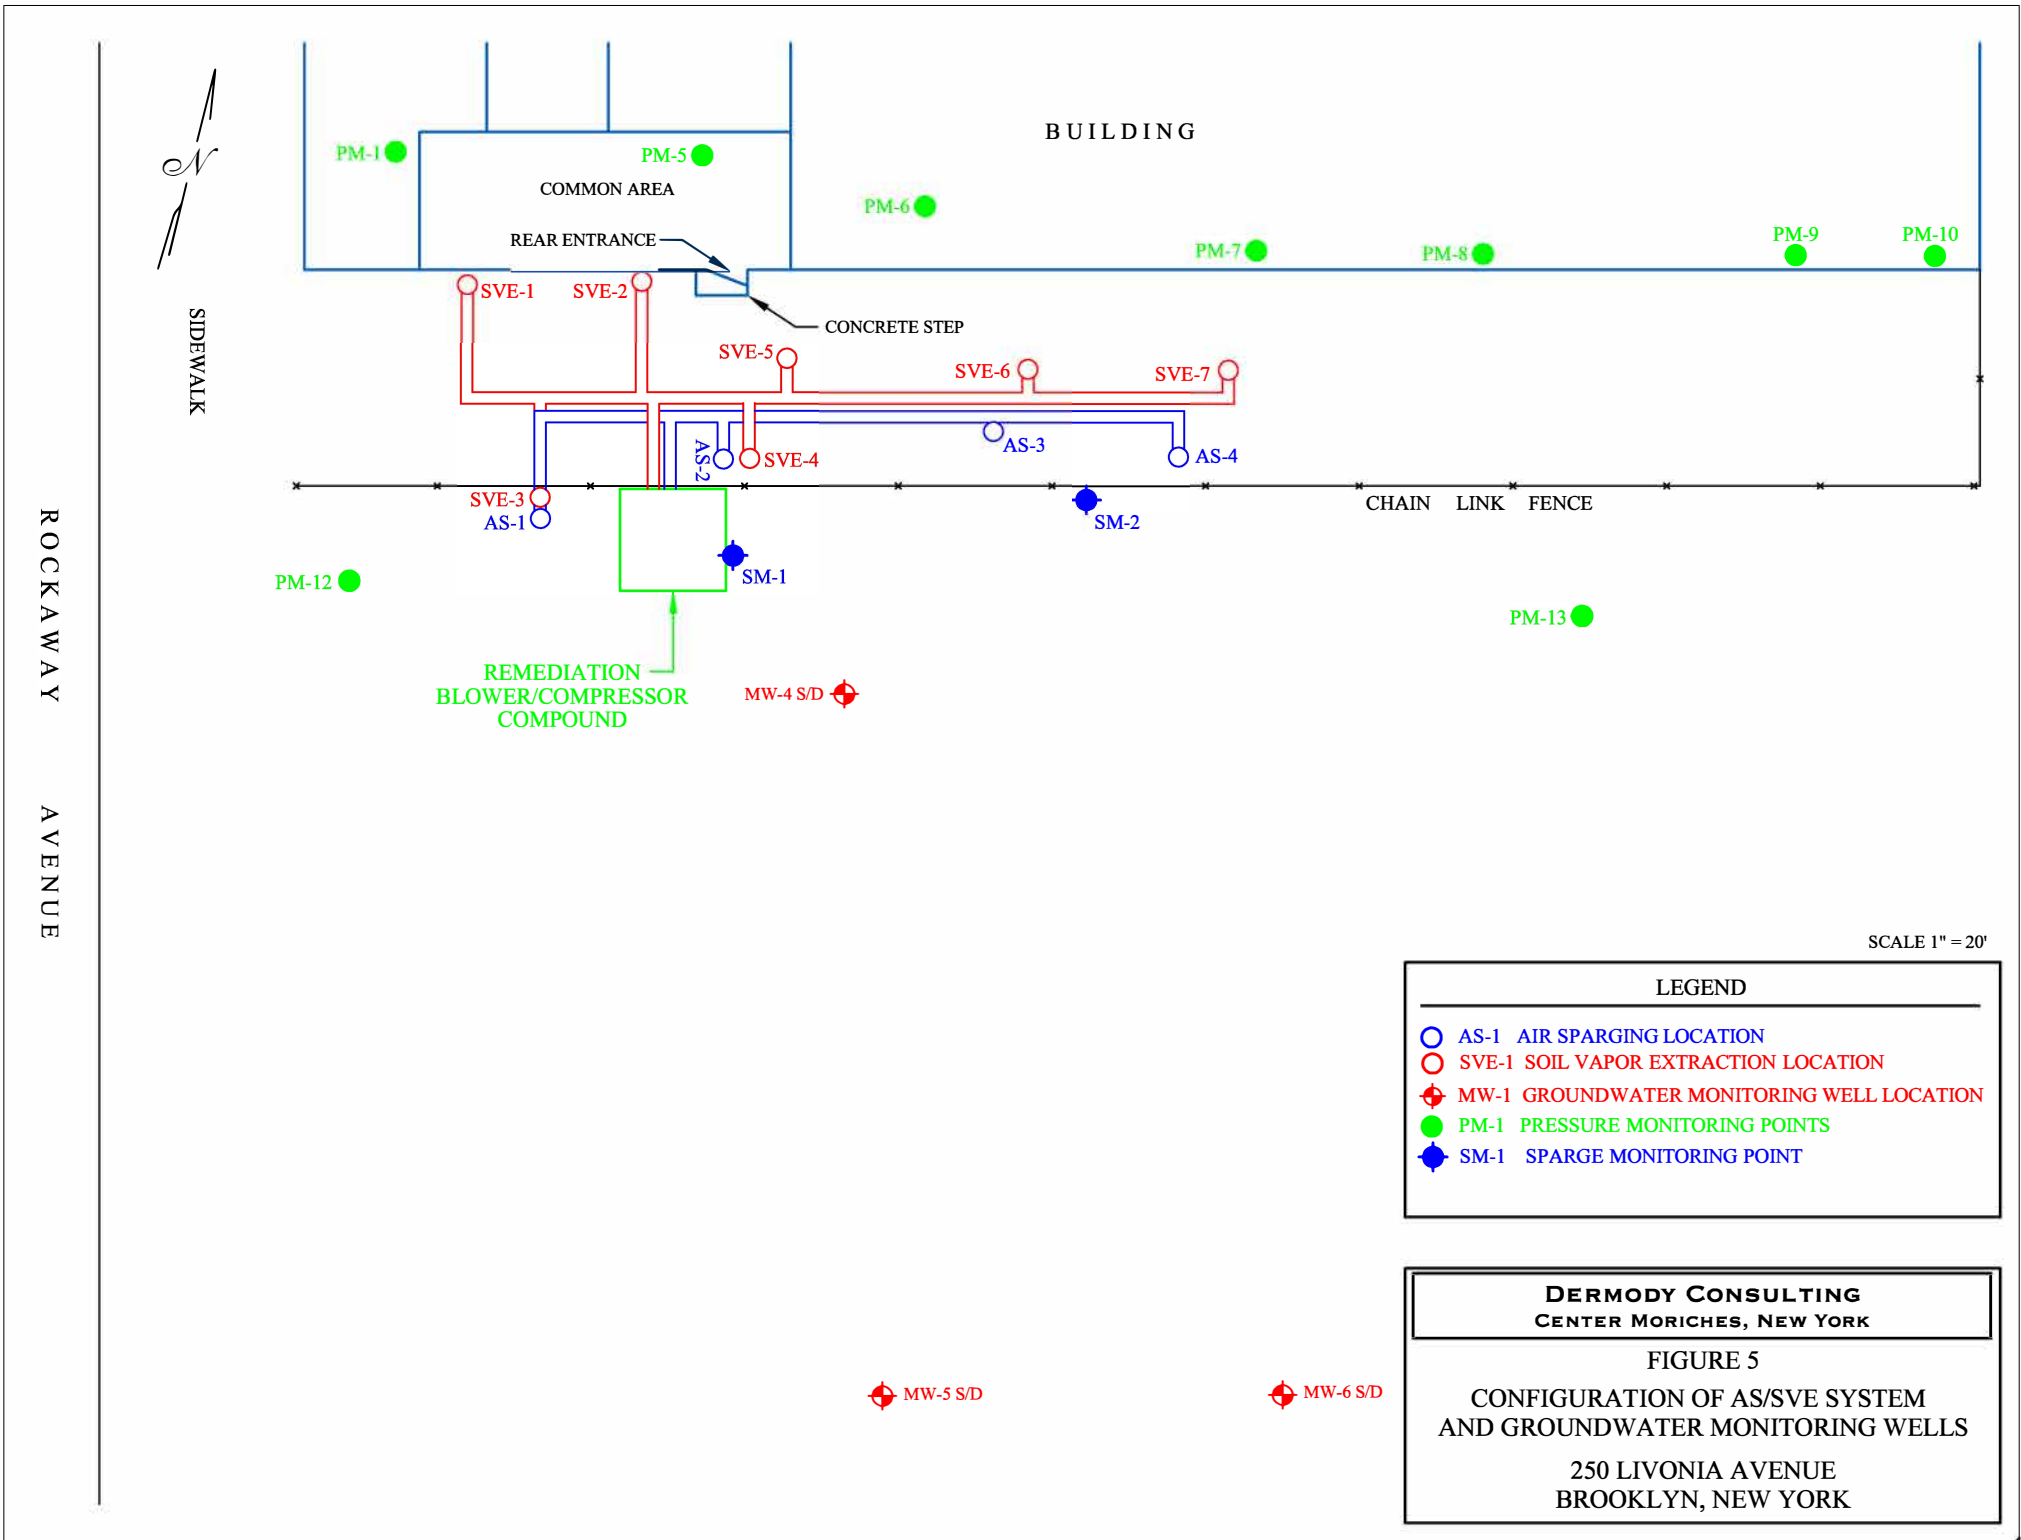 BUILDING
PM-1
PM-5
COMMON AREA
PM-6
REAR ENTRANCE
PM-7
PM-8
PM-9
PM-10
N
SIDEWALK
SVE-1
SVE-2
CONCRETE STEP
SVE-5
SVE-6
SVE-7
AS-2
SVE-4
AS-3
AS-4
SVE-3
AS-1
SM-1
SM-2
CHAIN LINK FENCE
PM-12
PM-13
REMEDIATION
BLOWER/COMPRESSOR
COMPOUND
MW-4 S/D
ROCKAWAY AVENUE
MW-5 S/D
MW-6 S/D
SCALE 1" = 20'
LEGEND
AS-1 AIR SPARGING LOCATION
SVE-1 SOIL VAPOR EXTRACTION LOCATION
MW-1 GROUNDWATER MONITORING WELL LOCATION
PM-1 PRESSURE MONITORING POINTS
SM-1 SPARGE MONITORING POINT
DERMODY CONSULTING
CENTER MORICHES, NEW YORK
FIGURE 5
CONFIGURATION OF AS/SVE SYSTEM
AND GROUNDWATER MONITORING WELLS
250 LIVONIA AVENUE
BROOKLYN, NEW YORK